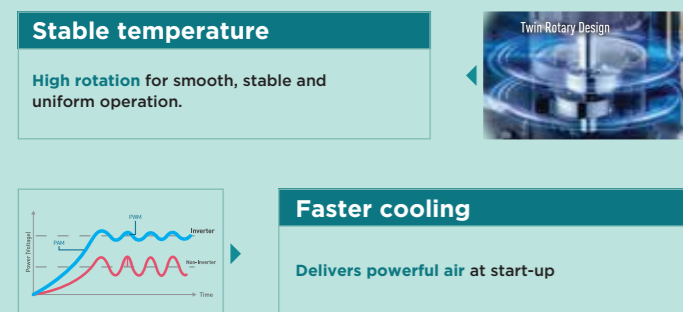 Stable temperature
High rotation for smooth, stable and
uniform operation.
Twin Rotary Design
Faster cooling
Delivers powerful air at start-up
PWM
PAM
Inverter
Non-Inverter
Power (Voltage)
Time